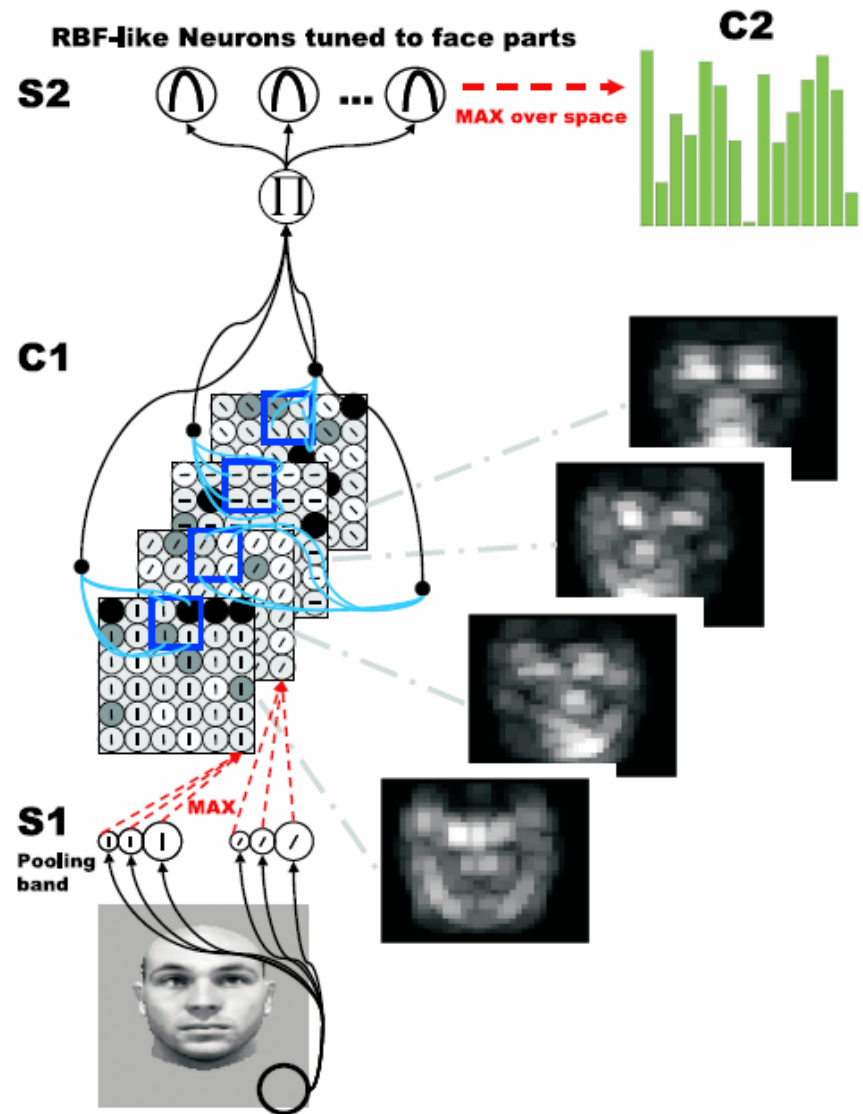 RBF-like Neurons tuned to face parts
C2
S2
MAX over space
∏
C1
MAX
S1
Pooling
band